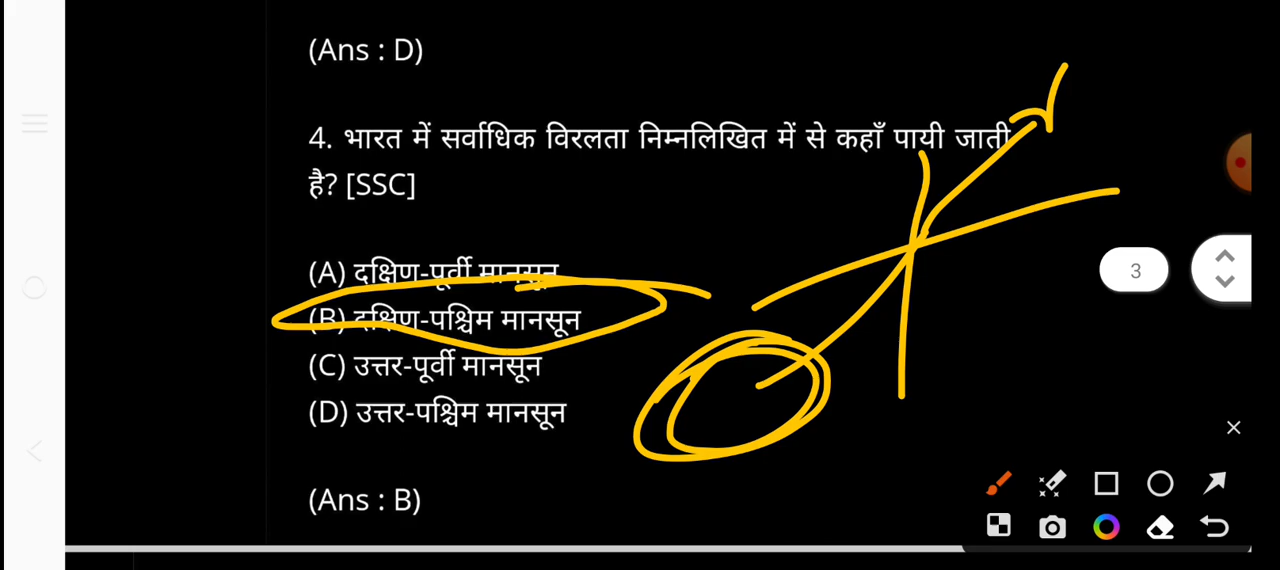 (Ans : D)
4. भारत में सर्वाधिक विरलता निम्नलिखित में से कहाँ पायी जाती
है? [SSC]
(A) दक्षिण-पूर्वी मानसून
(B) दक्षिण-पश्चिम मानसून
(C) उत्तर-पूर्वी मानसून
(D) उत्तर-पश्चिम मानसून
(Ans : B)
3